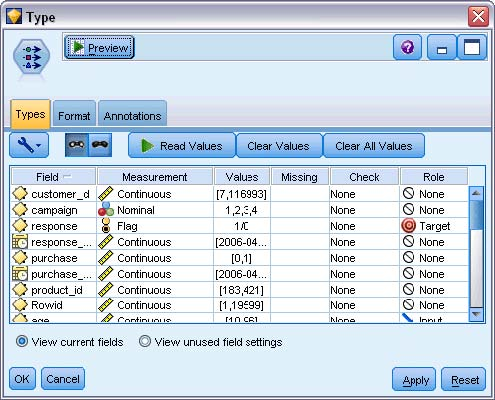 Type
Preview
Types Format Annotations
Read Values Clear Values Clear All Values
Field Measurement Values Missing Check Role
customer_d Continuous [7,116993] None None
campaign Nominal 1,2,3,4 None None
response Flag 1/0 None Target
response_... Continuous [2006-04... None None
purchase Continuous [0,1] None None
purchase_... Continuous [2006-04... None None
product_id Continuous [183,421] None None
Rowid Continuous [1,19599] None None
age Continuous [10,96] None Input
View current fields View unused field settings
OK Cancel Apply Reset